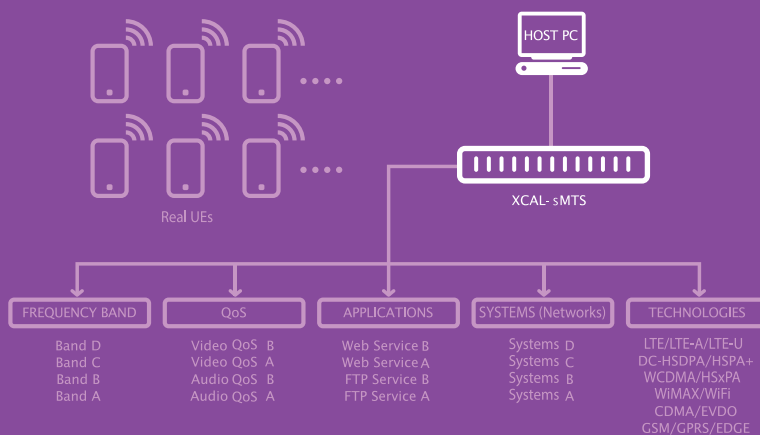 HOST PC
XCAL- sMTS
Real UEs
FREQUENCY BAND
Band D
Band C
Band B
Band A
QoS
Video QoS B
Video QoS A
Audio QoS B
Audio QoS A
APPLICATIONS
Web Service B
Web Service A
FTP Service B
FTP Service A
SYSTEMS (Networks)
Systems D
Systems C
Systems B
Systems A
TECHNOLOGIES
LTE/LTE-A/LTE-U
DC-HSDPA/HSPA+
WCDMA/HSxPA
WiMAX/WiFi
CDMA/EVDO
GSM/GPRS/EDGE